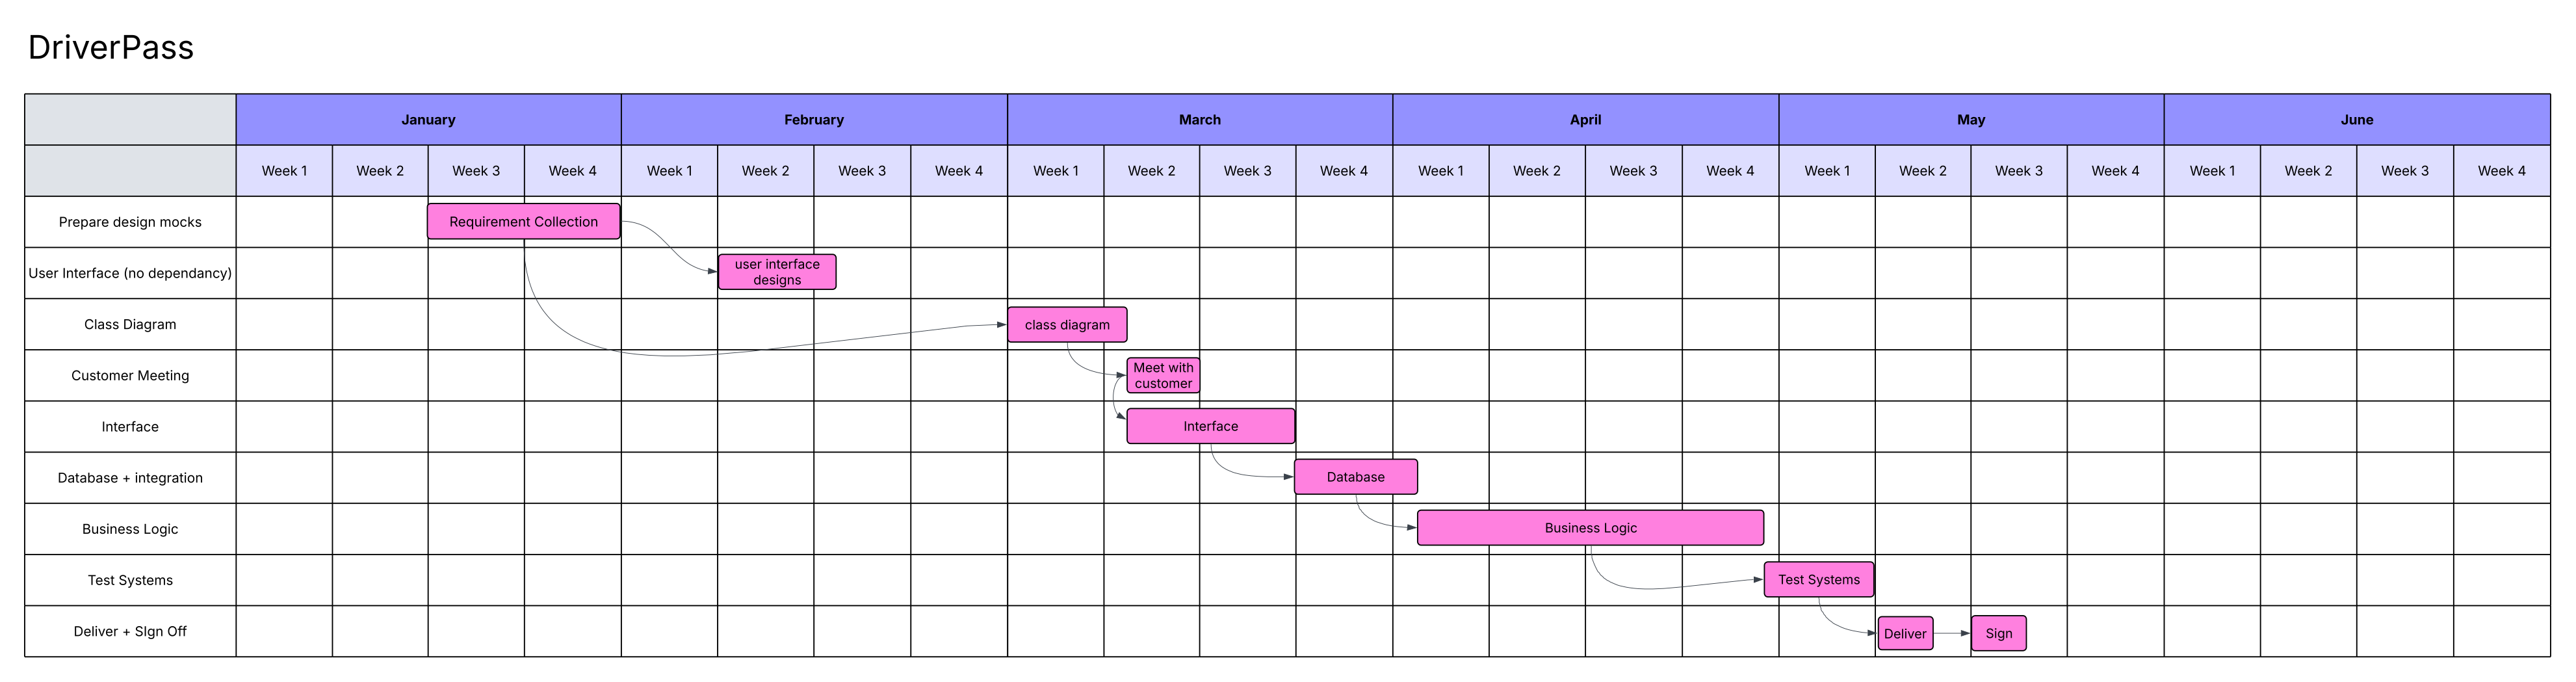 DriverPass
January February March April May June
Week 1 Week 2 Week 3 Week 4 Week 1 Week 2 Week 3 Week 4 Week 1 Week 2 Week 3 Week 4 Week 1 Week 2 Week 3 Week 4 Week 1 Week 2 Week 3 Week 4 Week 1 Week 2 Week 3 Week 4
Prepare design mocks Requirement Collection
User Interface (no dependancy) user interface
designs
Class Diagram class diagram
Customer Meeting Meet with
customer
Interface Interface
Database + integration Database
Business Logic Business Logic
Test Systems Test Systems
Deliver + SIgn Off Deliver Sign